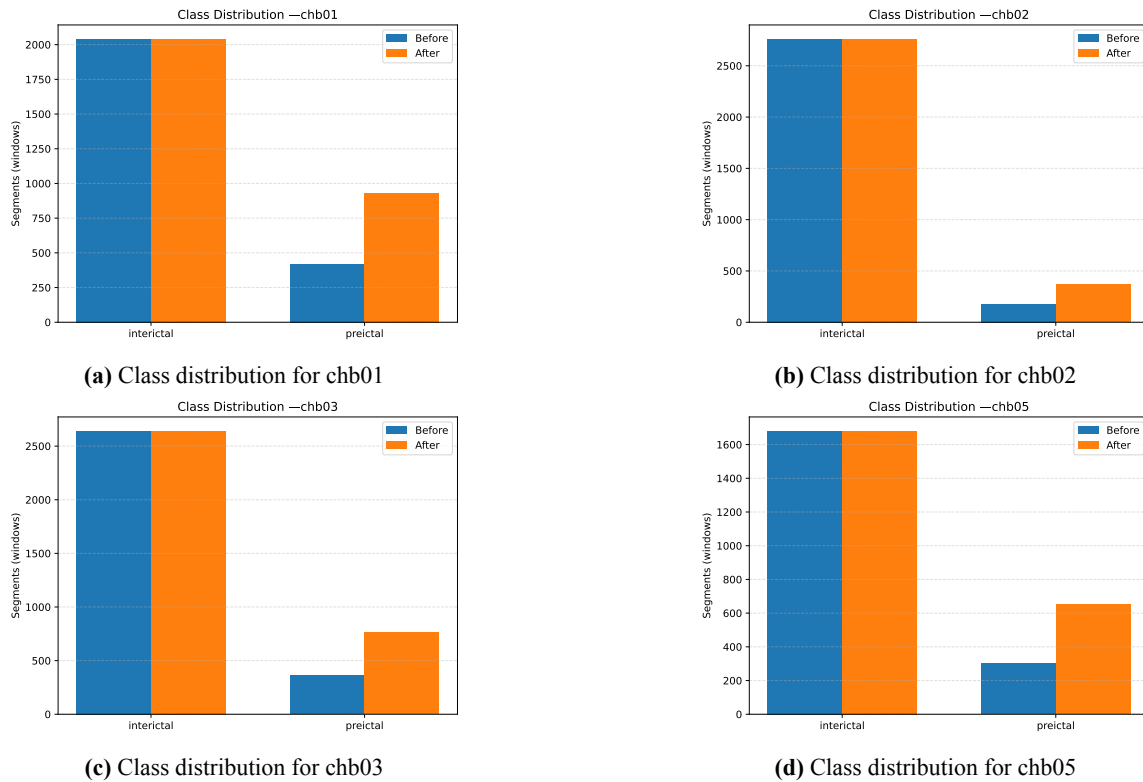 Class Distribution —chb01
Segments (windows)
2000
1750
1500
1250
1000
750
500
250
0
interictal
preictal
Before
After
(a) Class distribution for chb01
Class Distribution —chb02
Segments (windows)
2500
2000
1500
1000
500
0
interictal
preictal
Before
After
(b) Class distribution for chb02
Class Distribution —chb03
Segments (windows)
2500
2000
1500
1000
500
0
interictal
preictal
Before
After
(c) Class distribution for chb03
Class Distribution —chb05
Segments (windows)
1600
1400
1200
1000
800
600
400
200
0
interictal
preictal
Before
After
(d) Class distribution for chb05